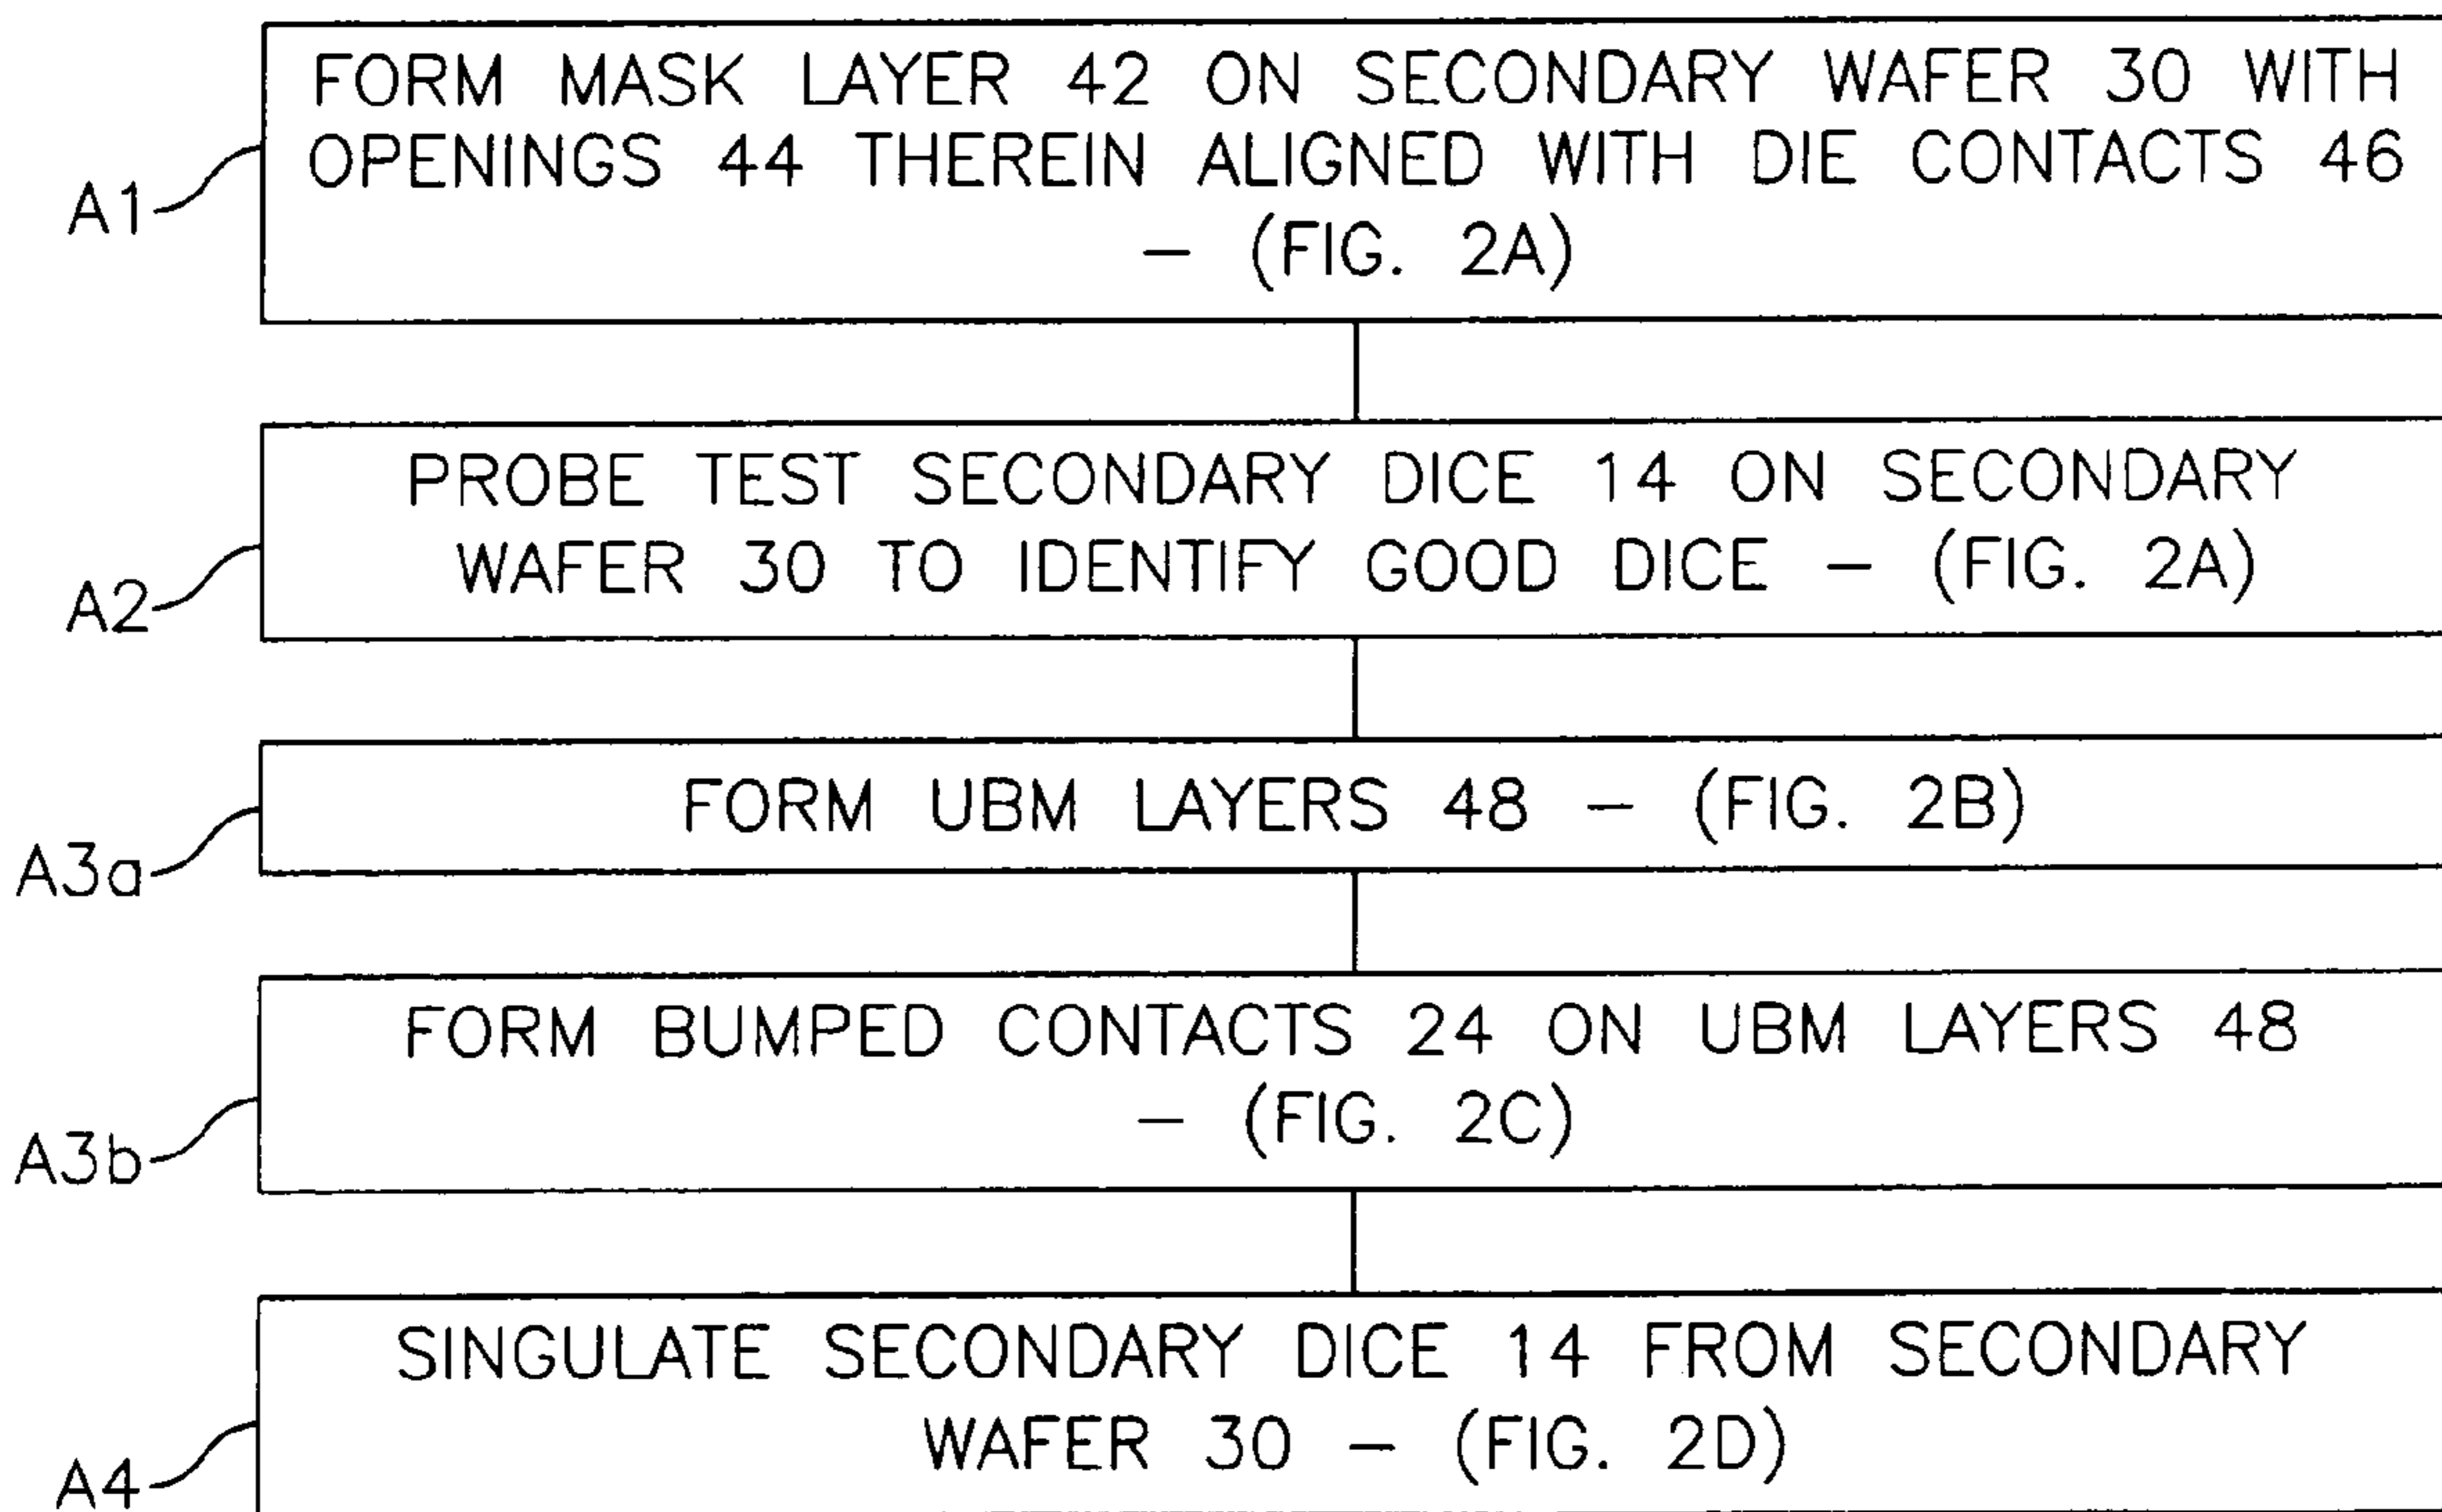 FORM MASK LAYER 42 ON SECONDARY WAFER 30 WITH
OPENINGS 44 THEREIN ALIGNED WITH DIE CONTACTS 46
— (FIG. 2A)
A1
PROBE TEST SECONDARY DICE 14 ON SECONDARY
WAFER 30 TO IDENTIFY GOOD DICE — (FIG. 2A)
A2
FORM UBM LAYERS 48 — (FIG. 2B)
A3a
FORM BUMPED CONTACTS 24 ON UBM LAYERS 48
— (FIG. 2C)
A3b
SINGULATE SECONDARY DICE 14 FROM SECONDARY
WAFER 30 — (FIG. 2D)
A4